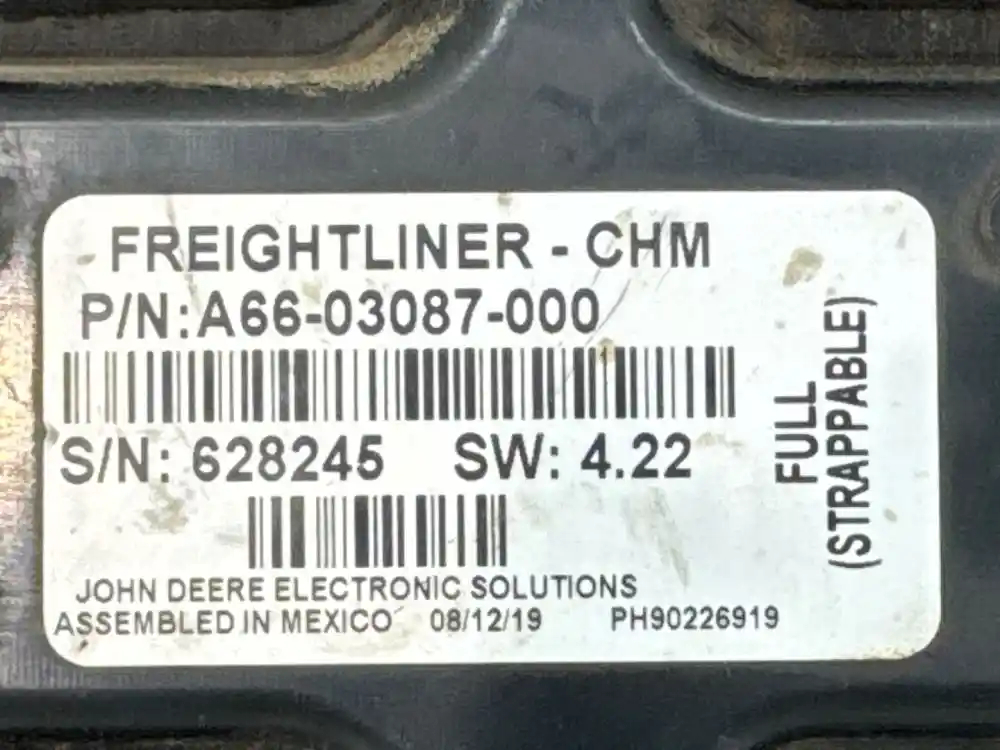 FREIGHTLINER - CHM
P/N:A66-03087-000
S/N: 628245 SW: 4.22
JOHN DEERE ELECTRONIC SOLUTIONS
ASSEMBLED IN MEXICO 08/12/19 PH90226919
FULL
(STRAPPABLE)